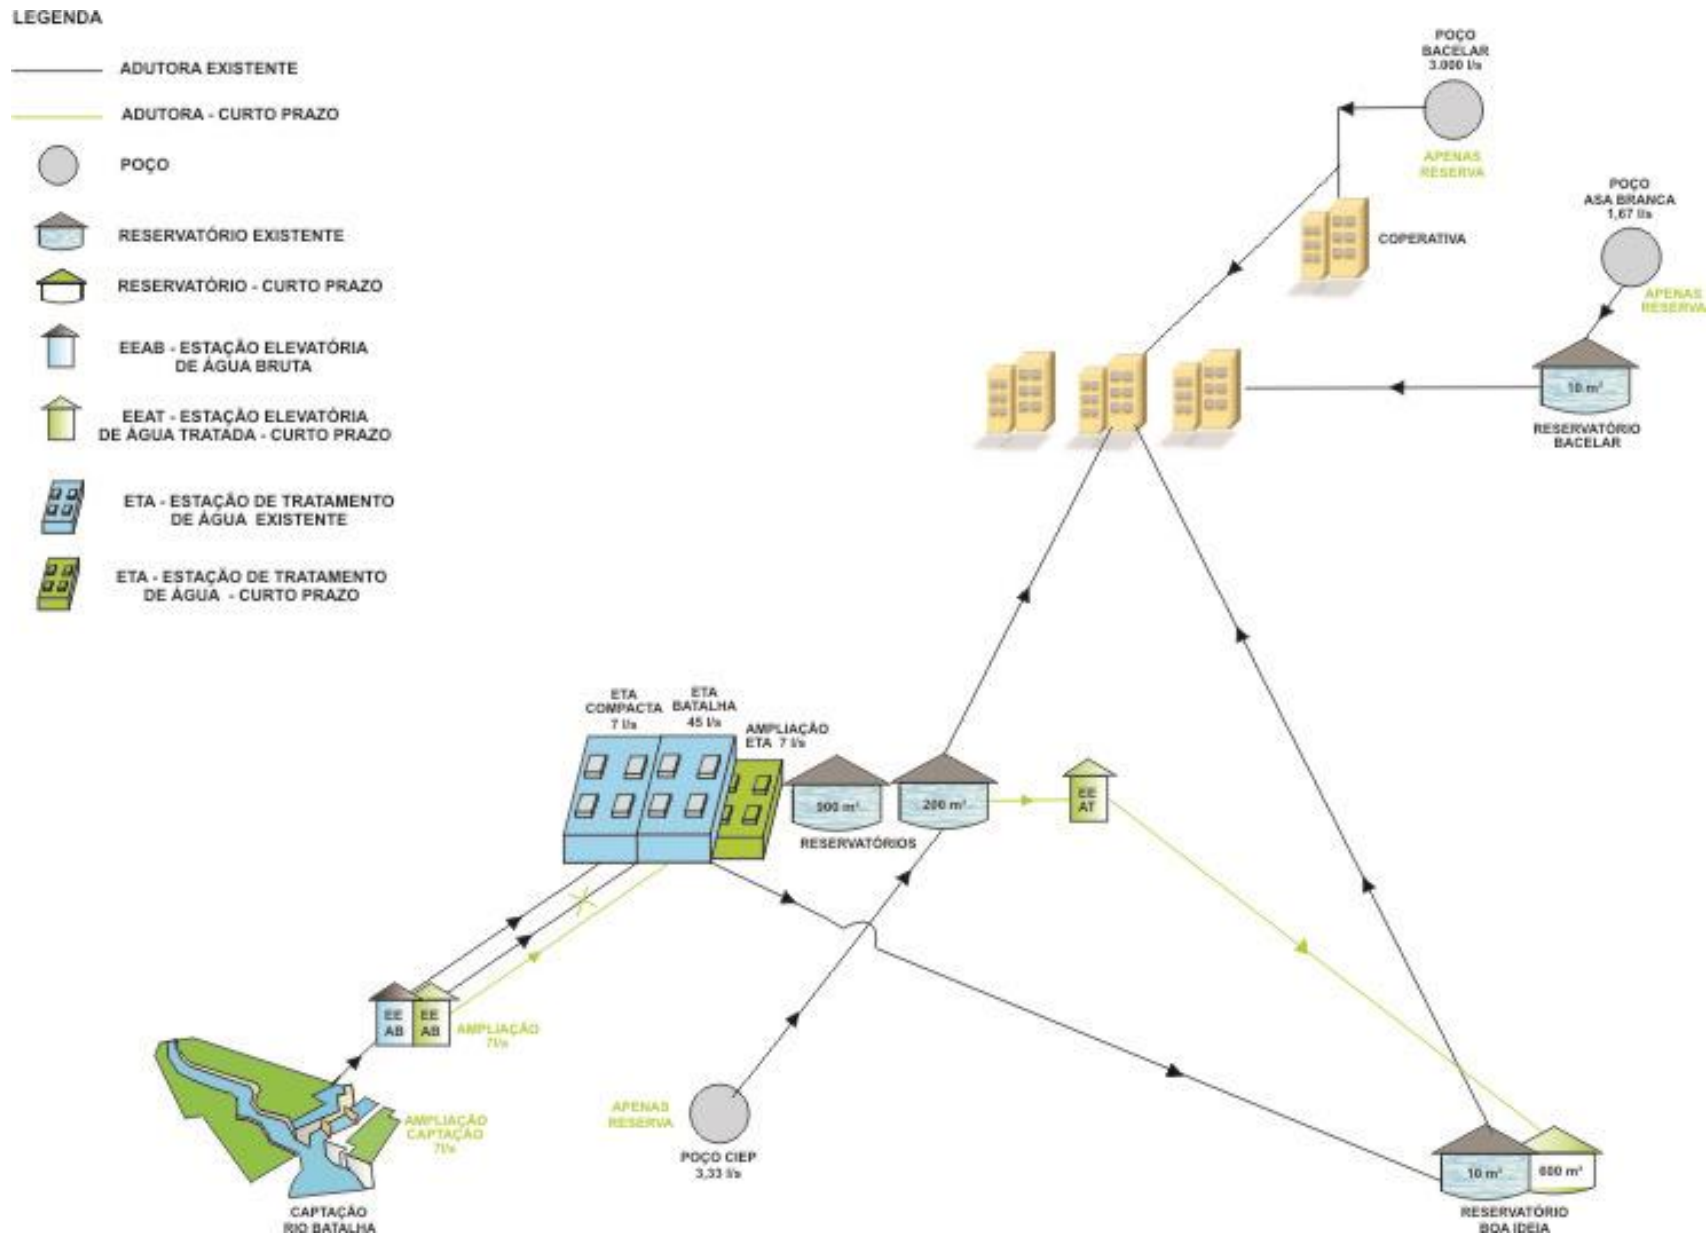 LEGENDA
ADUTORA EXISTENTE
ADUTORA - CURTO PRAZO
POÇO
RESERVATÓRIO EXISTENTE
RESERVATÓRIO - CURTO PRAZO
EEAB - ESTAÇÃO ELEVATÓRIA
DE ÁGUA BRUTA
EEAT - ESTAÇÃO ELEVATÓRIA
DE ÁGUA TRATADA - CURTO PRAZO
ETA - ESTAÇÃO DE TRATAMENTO
DE ÁGUA EXISTENTE
ETA - ESTAÇÃO DE TRATAMENTO
DE ÁGUA - CURTO PRAZO
POÇO
BACELAR
3.000 l/s
APENAS
RESERVA
POÇO
ASA BRANCA
1,67 l/s
APENAS
RESERVA
COPERATIVA
10 m³
RESERVATÓRIO
BACELAR
ETA
COMPACTA
7 l/s
ETA
BATALHA
45 l/s
AMPLIAÇÃO
ETA 7 l/s
500 m³
200 m³
RESERVATÓRIOS
EE
AT
EE
AB
EE
AB
AMPLIAÇÃO
7l/s
AMPLIAÇÃO
CAPTAÇÃO
7l/s
CAPTAÇÃO
RIO BATALHA
APENAS
RESERVA
POÇO CIEP
3,33 l/s
10 m³
600 m³
RESERVATÓRIO
BOA IDEIA